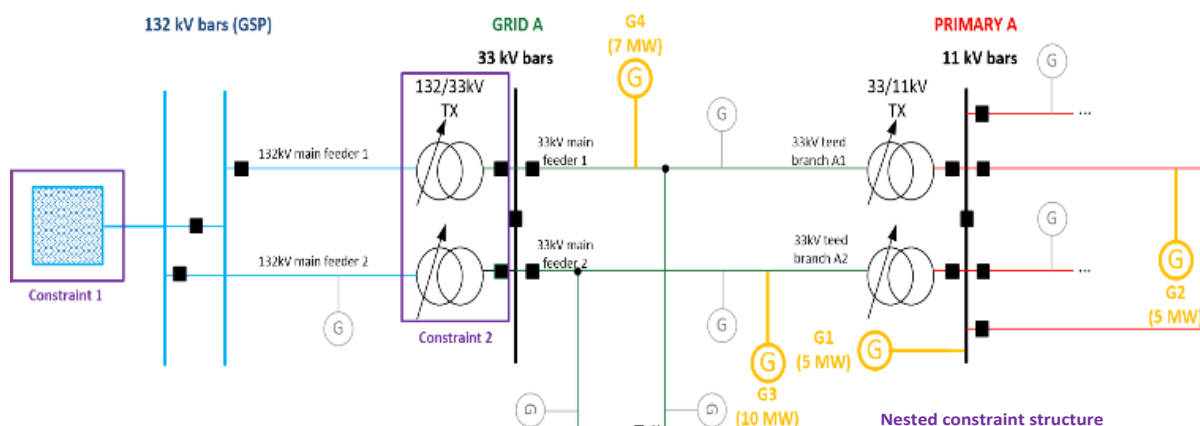 132 kV bars (GSP)
GRID A
33 kV bars
G4
(7 MW)
G
PRIMARY A
11 kV bars
G
132/33kV
TX
33/11kV
TX
G
...
132kV main feeder 1
33kV main
feeder 1
33kV teed
branch A1
G
132kV main feeder 2
33kV main
feeder 2
33kV teed
branch A2
...
Constraint 1
G
Constraint 2
G
G
G2
(5 MW)
G1
(5 MW)
G
G
G3
(10 MW)
G
G
Nested constraint structure